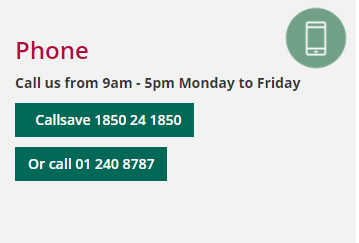 Phone
Call us from 9am - 5pm Monday to Friday
Callsave 1850 24 1850
Or call 01 240 8787